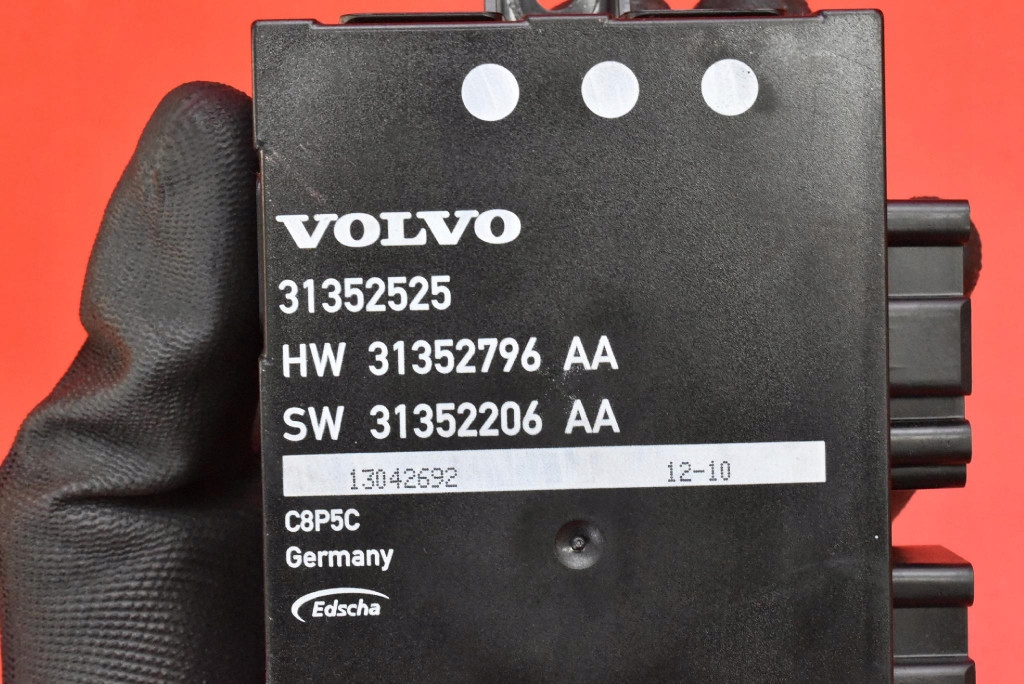 VOLVO
31352525
HW 31352796 AA
SW 31352206 AA
13042692 12-10
C8P5C
Germany
Edscha